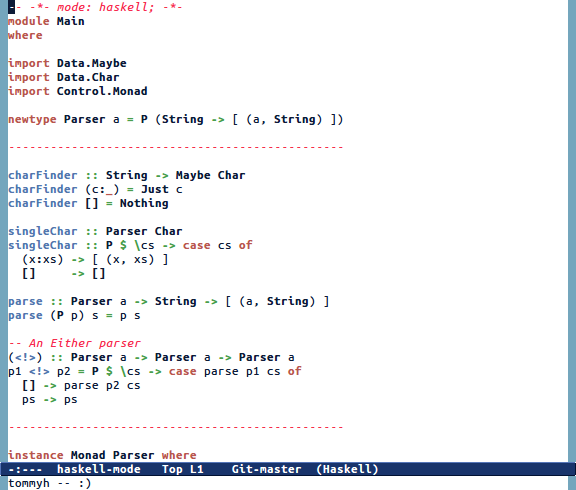 -- -*- mode: haskell; -*-
module Main
where

import Data.Maybe
import Data.Char
import Control.Monad

newtype Parser a = P (String -> [ (a, String) ])

------------------------------------------------

charFinder :: String -> Maybe Char
charFinder (c:_) = Just c
charFinder [] = Nothing

singleChar :: Parser Char
singleChar :: P $ \cs -> case cs of
  (x:xs) -> [ (x, xs) ]
  []     -> []

parse :: Parser a -> String -> [ (a, String) ]
parse (P p) s = p s

-- An Either parser
(<!>) :: Parser a -> Parser a -> Parser a
p1 <!> p2 = P $ \cs -> case parse p1 cs of
  [] -> parse p2 cs
  ps -> ps

------------------------------------------------

instance Monad Parser where
-:---  haskell-mode   Top L1    Git-master  (Haskell)
tommyh -- :)